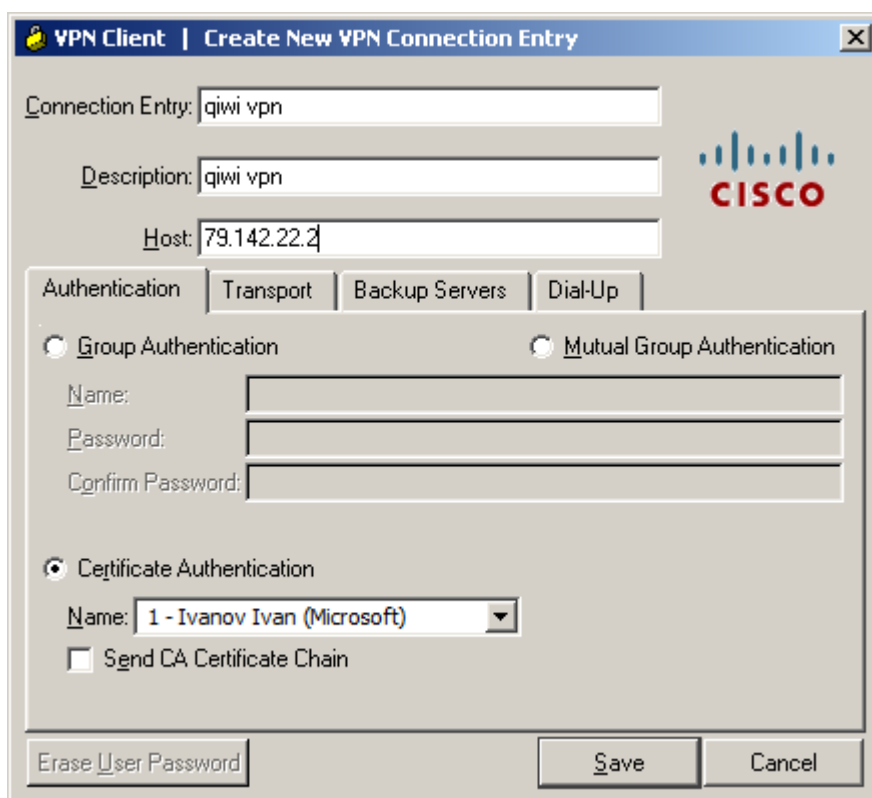 VPN Client | Create New VPN Connection Entry
Connection Entry: qiwi vpn
CISCO
Description: qiwi vpn
Host: 79.142.22.2
Authentication Transport Backup Servers Dial-Up
Group Authentication Mutual Group Authentication
Name:
Password:
Confirm Password:
Certificate Authentication
Name: 1 - Ivanov Ivan (Microsoft)
Send CA Certificate Chain
Erase User Password Save Cancel